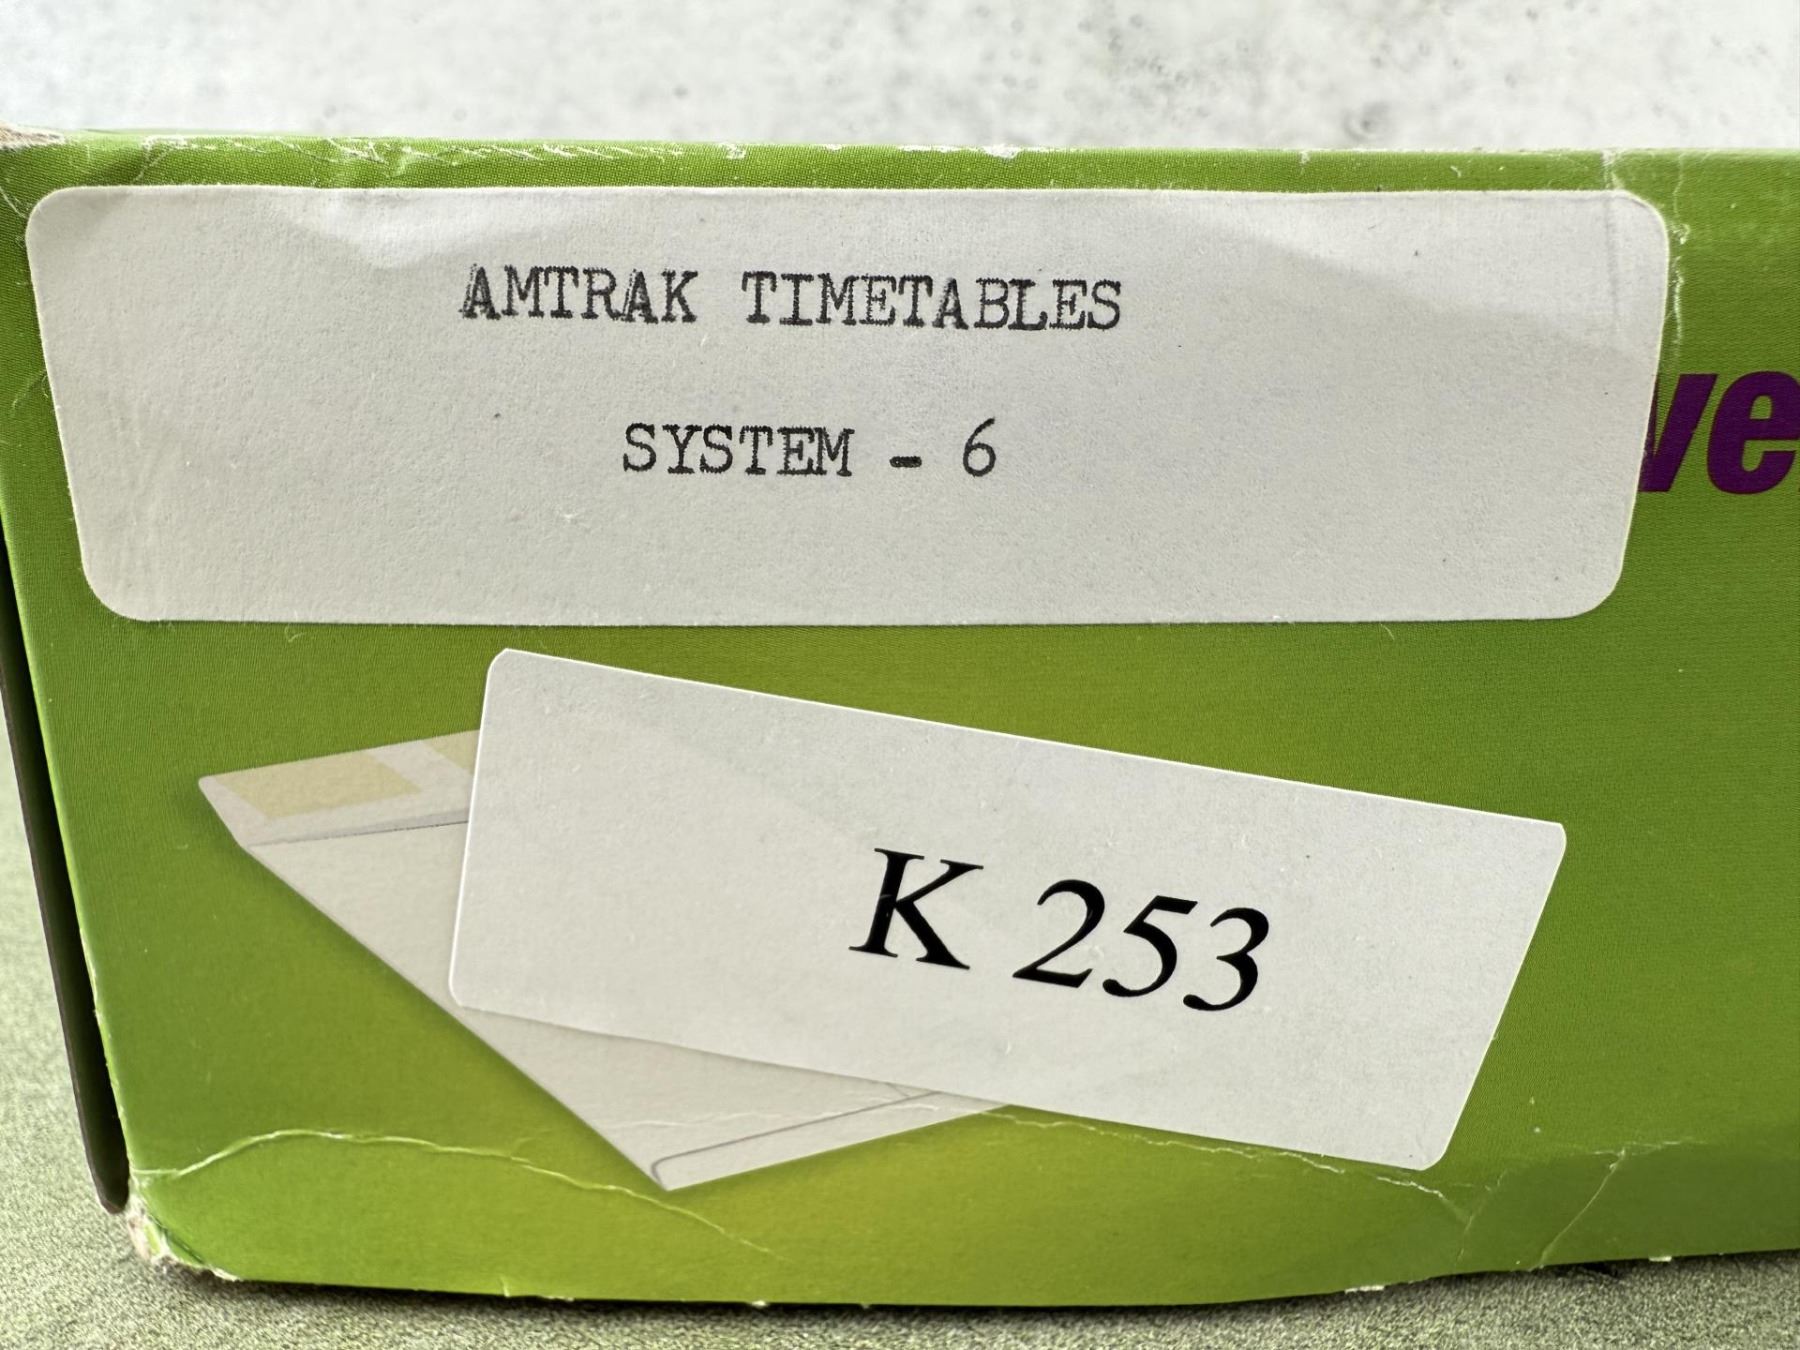 AMTRAK TIMETABLES
SYSTEM - 6
K 253